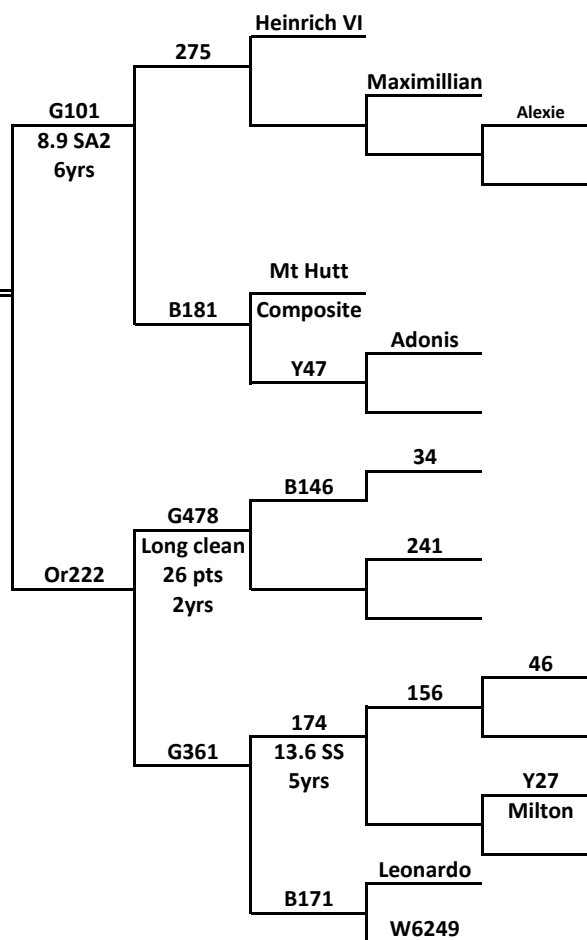 Heinrich VI
275
Maximillian
G101
Alexie
8.9 SA2
6yrs
Mt Hutt
B181
Composite
Adonis
Y47
34
B146
G478
Long clean
241
26 pts
Or222
2yrs
46
156
174
G361
13.6 SS
Y27
5yrs
Milton
Leonardo
B171
W6249